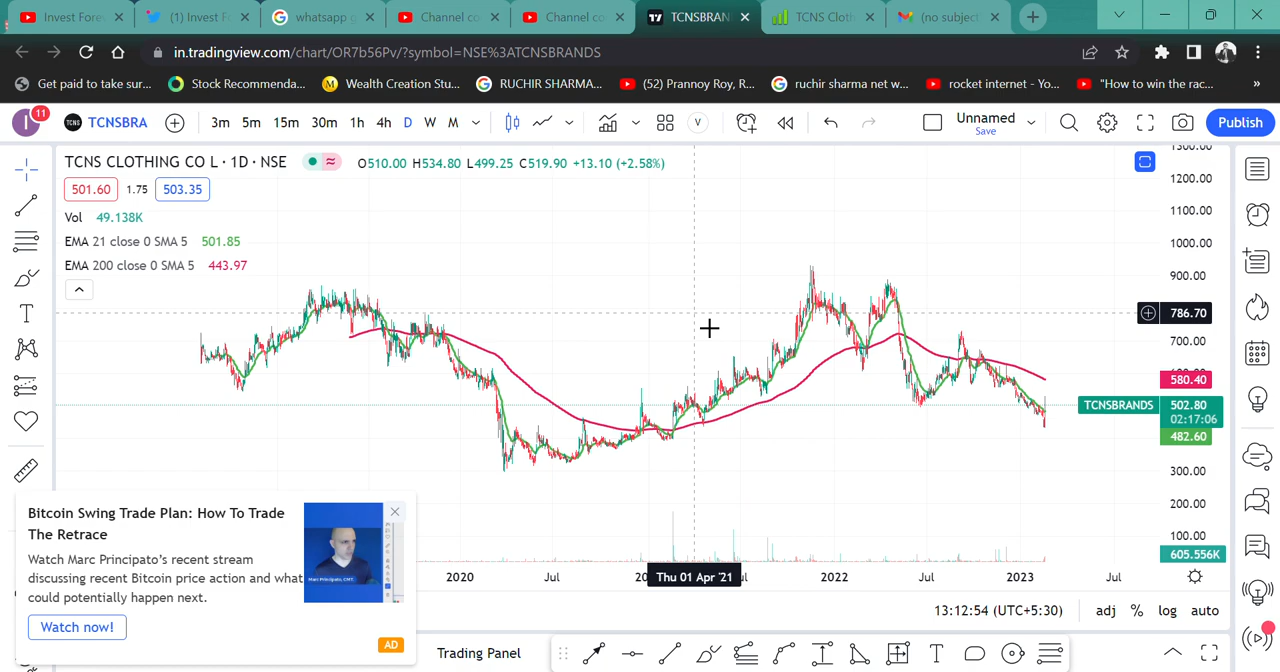 Invest Fore
(1) Invest F
whatsapp g
Channel co
Channel co
TCNSBRAN
TCNS Cloth
(no subject
in.tradingview.com/chart/OR7b56Pv/?symbol=NSE%3ATCNSBRANDS
Get paid to take sur...
Stock Recommenda...
Wealth Creation Stu...
RUCHIR SHARMA...
(52) Prannoy Roy, R...
ruchir sharma net w...
rocket internet - Yo...
"How to win the rac...
»
I
11
TCNS
TCNSBRA
3m
5m
15m
30m
1h
4h
D
W
M
V
Unnamed
Save
Publish
TCNS CLOTHING CO L · 1D · NSE
O510.00 H534.80 L499.25 C519.90 +13.10 (+2.58%)
501.60
1.75
503.35
Vol 49.138K
EMA 21 close 0 SMA 5 501.85
EMA 200 close 0 SMA 5 443.97
1300.00
1200.00
1100.00
1000.00
900.00
786.70
700.00
580.40
TCNSBRANDS
502.80
02:17:06
482.60
300.00
200.00
100.00
605.556K
Bitcoin Swing Trade Plan: How To Trade
The Retrace
Watch Marc Principato's recent stream
discussing recent Bitcoin price action and what
could potentially happen next.
Watch now!
Marc Principato, CMT
AD
2020
Jul
Thu 01 Apr '21
2022
Jul
2023
Jul
13:12:54 (UTC+5:30)
adj
%
log
auto
Trading Panel